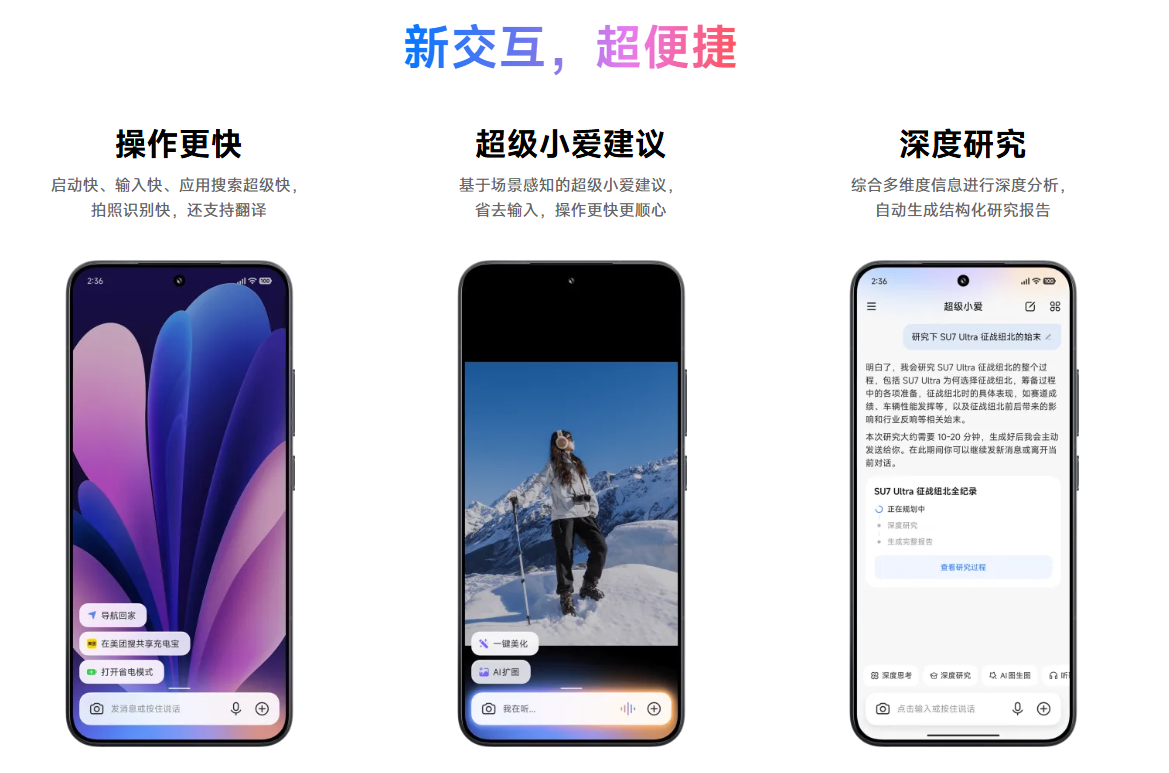 新交互，超便捷
操作更快
启动快、输入快、应用搜索超级快，
拍照识别快，还支持翻译
2:36
100
导航回家
在美团搜共享充电宝
打开省电模式
发消息或按住说话
超级小爱建议
基于场景感知的超级小爱建议，
省去输入，操作更快更顺心
一键美化
AI扩图
我在听...
深度研究
综合多维度信息进行深度分析，
自动生成结构化研究报告
2:36
100
超级小爱
研究下 SU7 Ultra 征战纽北的始末
明白了，我会研究 SU7 Ultra 征战纽北的整个过
程，包括 SU7 Ultra 为何选择征战纽北、筹备过程
中的各项准备，征战纽北时的具体表现，如赛道成
绩、车辆性能发挥等，以及征战纽北前后带来的影
响和行业反响等相关始末。
本次研究大约需要 10-20 分钟，生成好后我会主动
发送给你。在此期间你可以继续发新消息或离开当
前对话。
SU7 Ultra 征战纽北全纪录
正在规划中
深度研究
生成完整报告
查看研究过程
深度思考
深度研究
AI图生图
点击输入或按住说话